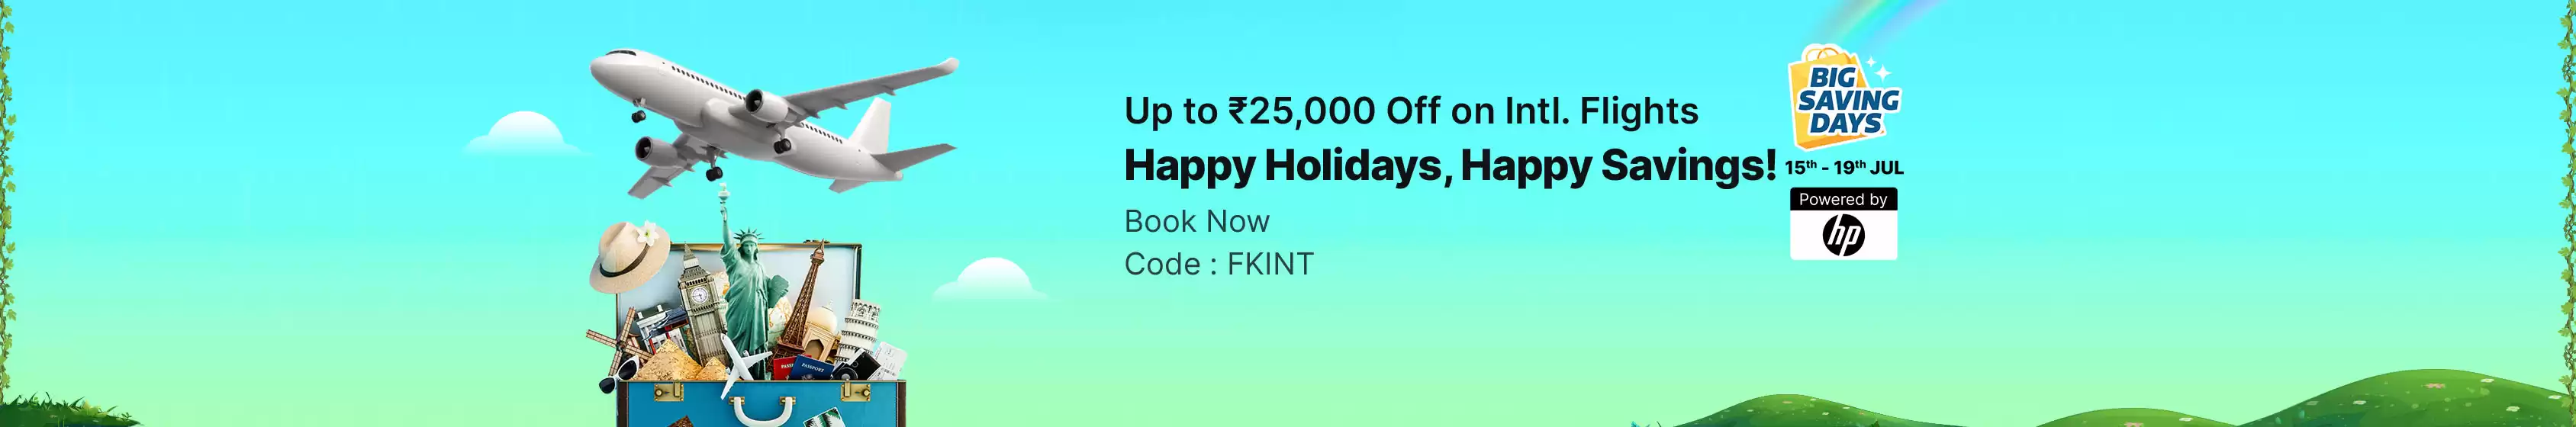 Up to ₹25,000 Off on Intl. Flights
Happy Holidays, Happy Savings!
Book Now
Code : FKINT
BIG
SAVING
DAYS
15th - 19th JUL
Powered by
hp
PASSPORT